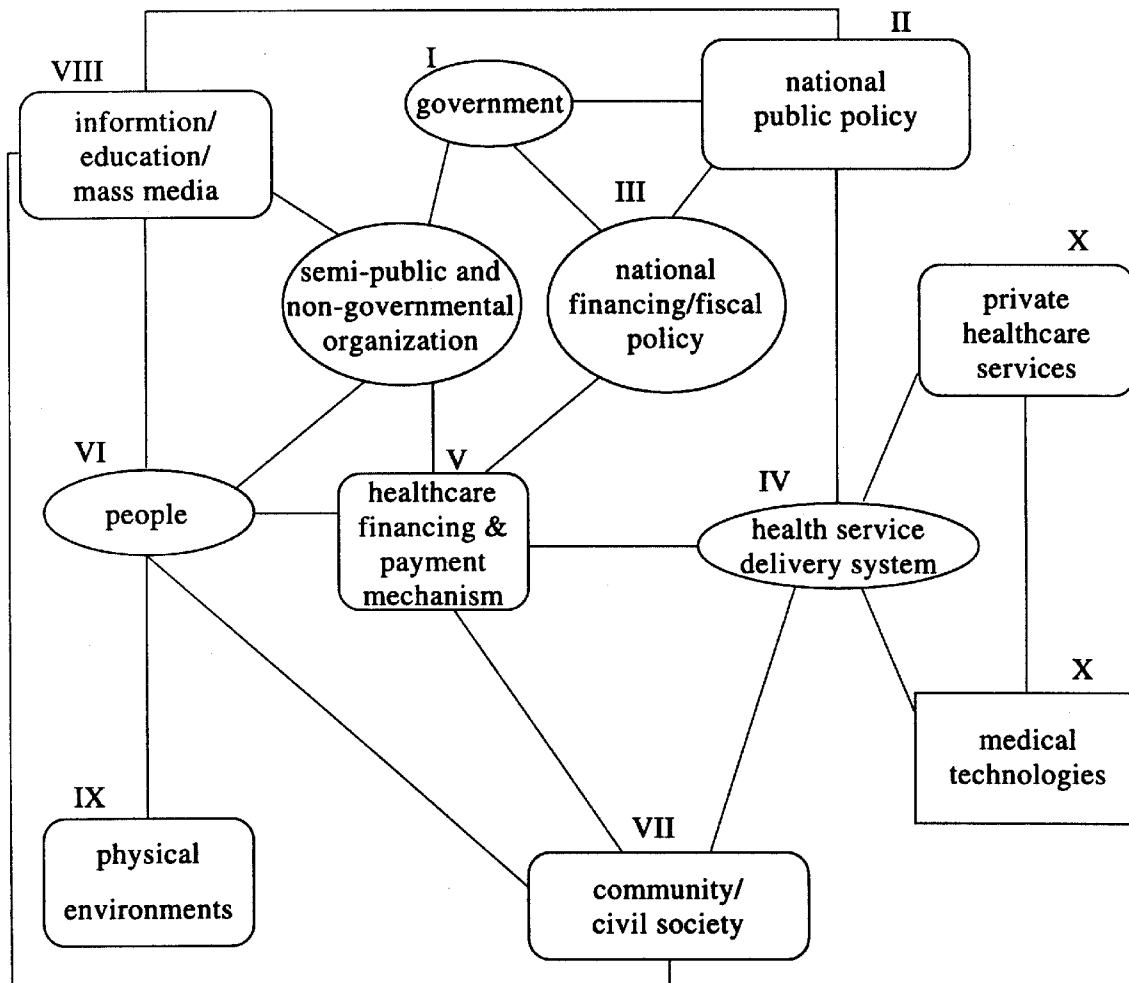 II
national
public policy
I
government
VIII
informtion/
education/
mass media
III
national
financing/fiscal
policy
semi-public and
non-governmental
organization
X
private
healthcare
services
VI
people
V
healthcare
financing &
payment
mechanism
IV
health service
delivery system
X
medical
technologies
IX
physical
environments
VII
community/
civil society